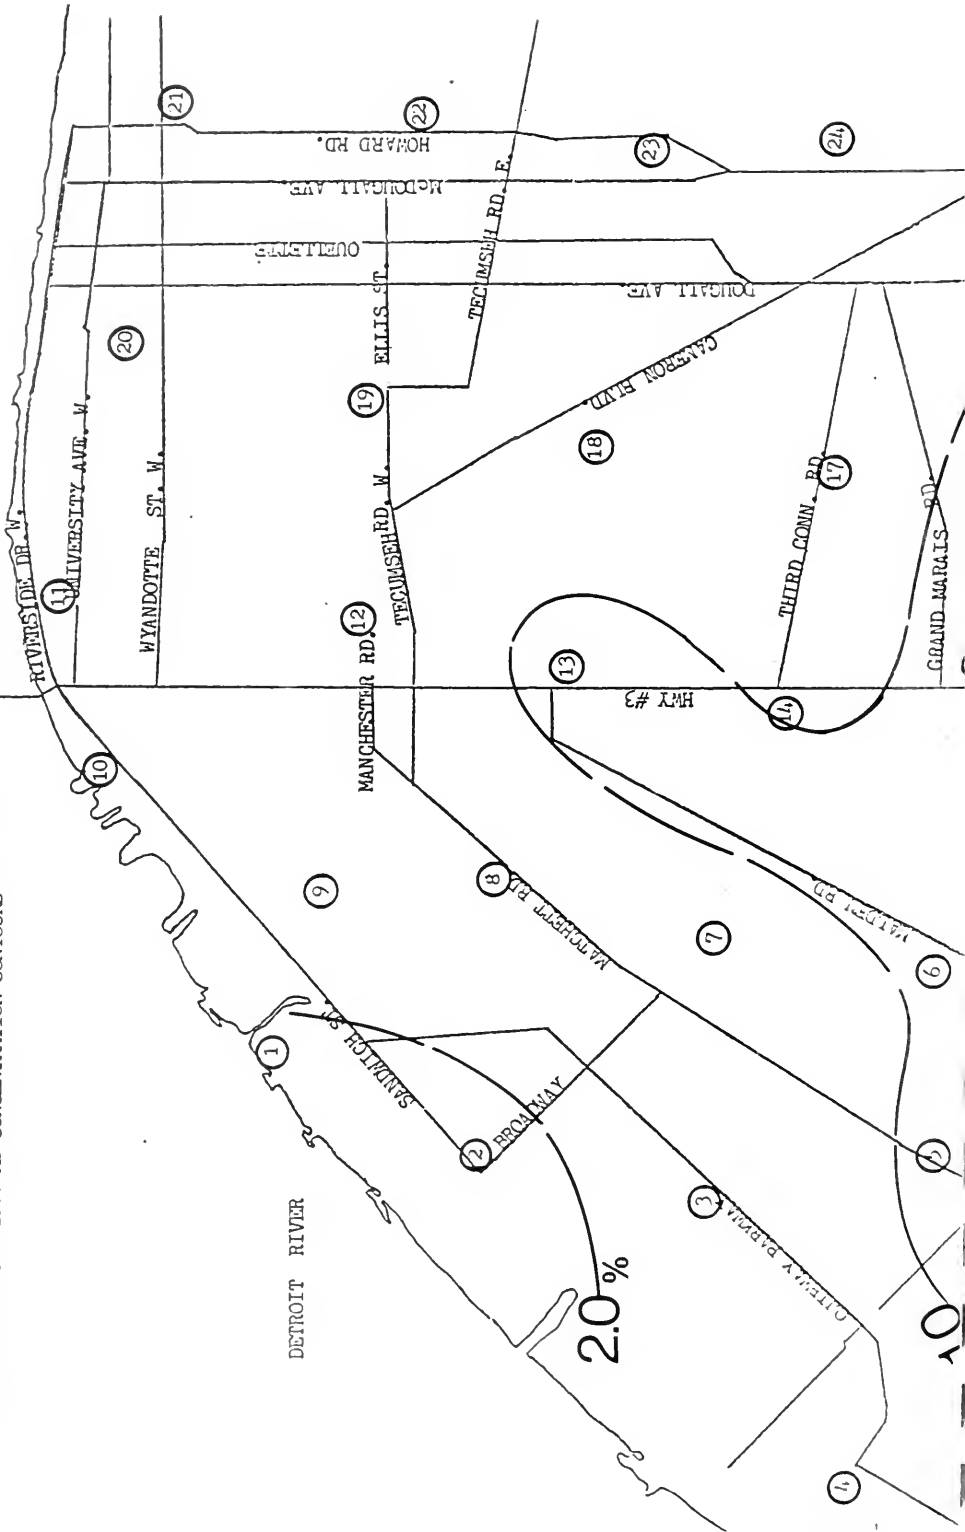 RIVERSIDE DR. W.
UNIVERSITY AVE. W.
WYANDOTTE ST. W.
MANCHESTER RD.
TECUMSEH RD. W.
ELLIS ST.
TECUMSEH RD. E.
HOWARD RD.
McDOUGALL AVE.
OUELLETTE
DOUGALL AVE.
CAMERON BLVD.
THIRD CONN. RD.
GRAND MARAIS RD.
HWY #3
MALDEN RD
MATCHETT RD.
SANDWICH ST.
BROADWAY
DETROIT RIVER
2.0 %
1
2
3
4
5
6
7
8
9
10
11
12
13
14
17
18
19
20
21
22
23
24